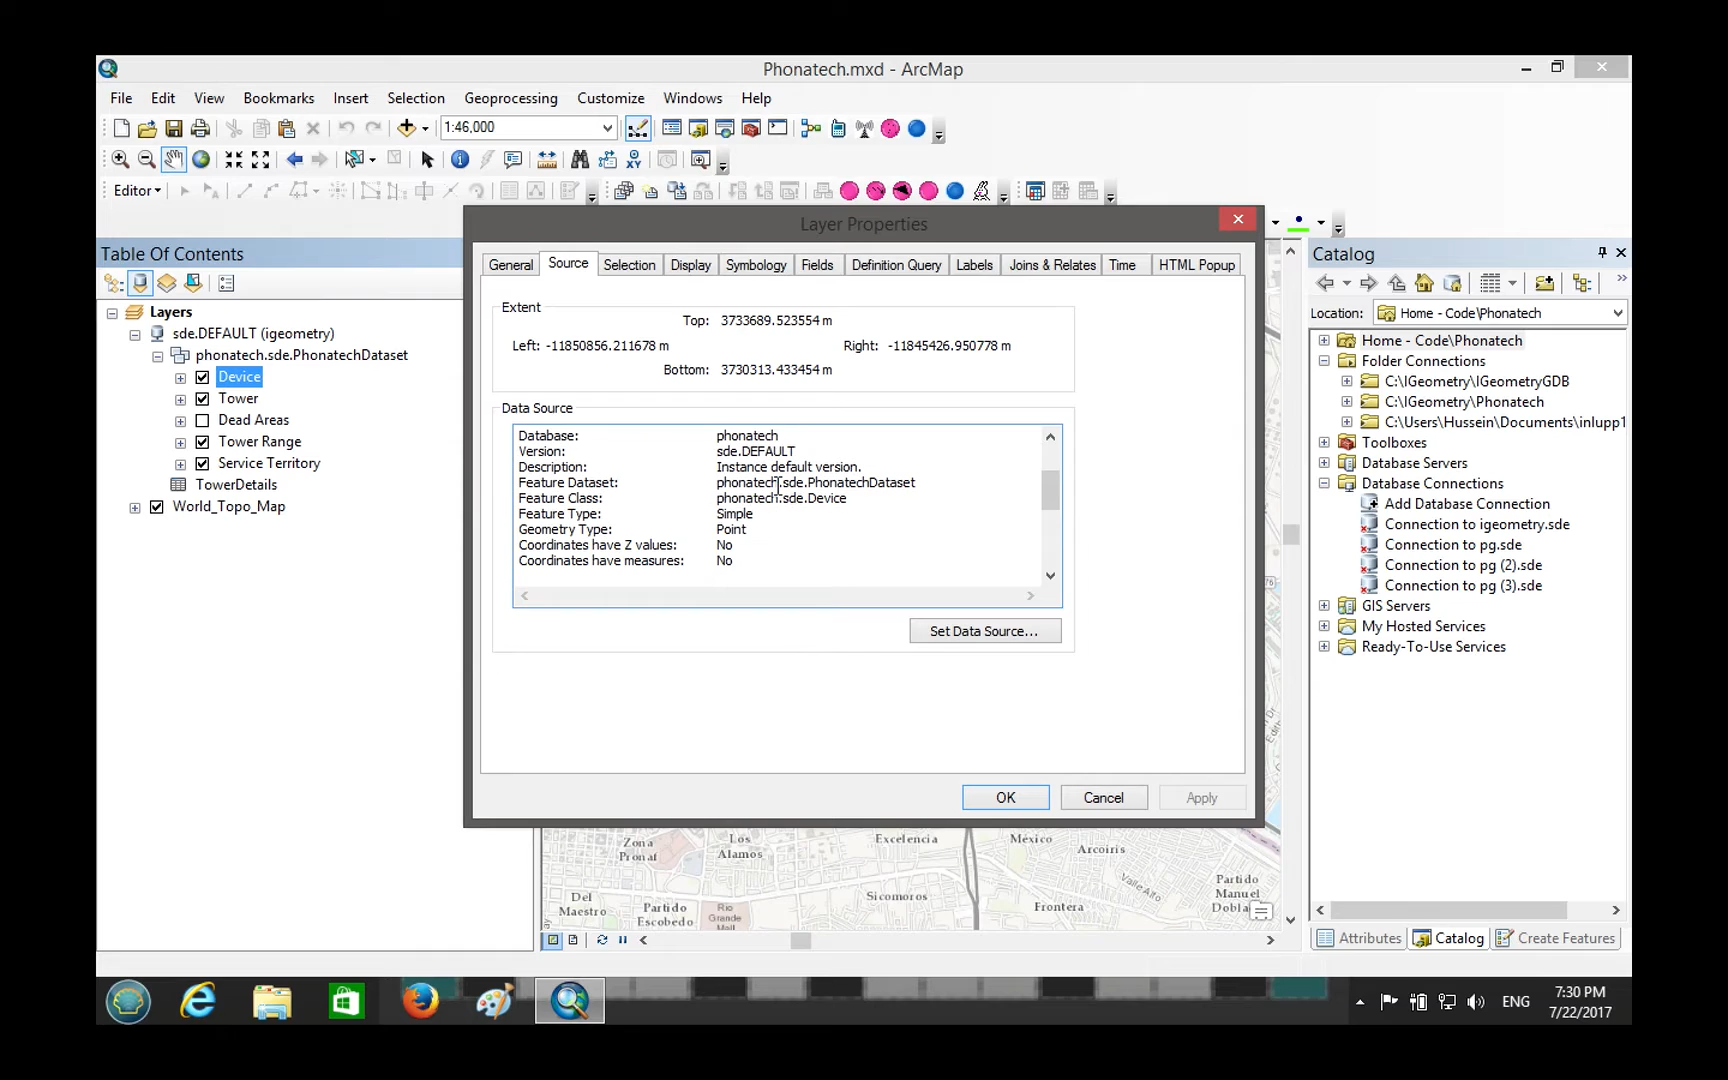 Phonatech.mxd - ArcMap
File Edit View Bookmarks Insert Selection Geoprocessing Customize Windows Help
1:46,000
Editor
Table Of Contents
Layers
sde.DEFAULT (igeometry)
phonatech.sde.PhonatechDataset
Device
Tower
Dead Areas
Tower Range
Service Territory
TowerDetails
World_Topo_Map
Layer Properties
General Source Selection Display Symbology Fields Definition Query Labels Joins & Relates Time HTML Popup
Extent
Top: 3733689.523554 m
Left: -11850856.211678 m Right: -11845426.950778 m
Bottom: 3730313.433454 m
Data Source
Database: phonatech
Version: sde.DEFAULT
Description: Instance default version.
Feature Dataset: phonatech.sde.PhonatechDataset
Feature Class: phonatech.sde.Device
Feature Type: Simple
Geometry Type: Point
Coordinates have Z values: No
Coordinates have measures: No
Set Data Source...
OK Cancel Apply
Catalog
Location: Home - Code\Phonatech
Home - Code\Phonatech
Folder Connections
C:\IGeometry\IGeometryGDB
C:\IGeometry\Phonatech
C:\Users\Hussein\Documents\inlupp1
Toolboxes
Database Servers
Database Connections
Add Database Connection
Connection to igeometry.sde
Connection to pg.sde
Connection to pg (2).sde
Connection to pg (3).sde
GIS Servers
My Hosted Services
Ready-To-Use Services
Zona Pronaf
Los Alamos
Excelencia
México
Arcoiris
Valle Alto
Partido Manuel Dobla
Del Maestro
Partido Escobedo
Rio Grande Mall
Sicomoros
Frontera
Attributes Catalog Create Features
ENG
7:30 PM
7/22/2017